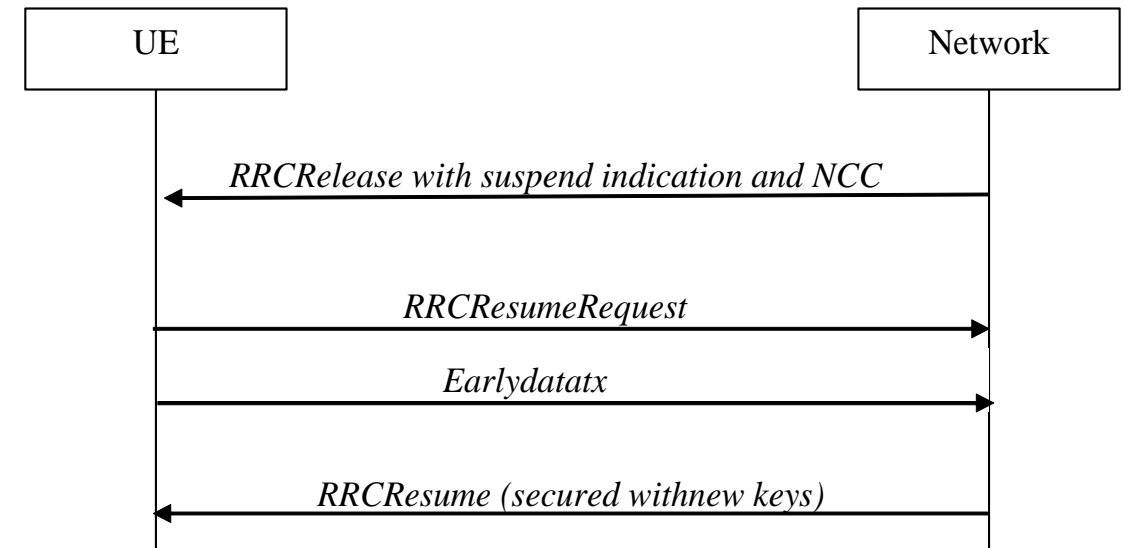 UE
Network
RRCRelease with suspend indication and NCC
RRCResumeRequest
Earlydatatx
RRCResume (secured withnew keys)